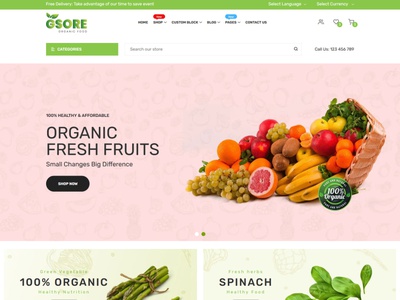 Free Delivery: Take advantage of our time to save event
Select Language / Select Currency /
GSORE
ORGANIC FOOD
HOME SHOP CUSTOM BLOCK BLOG PAGES CONTACT US
CATEGORIES
Search our store
Call Us: 123 456 789
100% HEALTHY & AFFORDABLE
ORGANIC
FRESH FRUITS
Small Changes Big Difference
SHOP NOW
100%
Organic
Fresh Vegetable
100% ORGANIC
Healthy/Nutrition
Fresh Herbs
SPINACH
Healthy Food